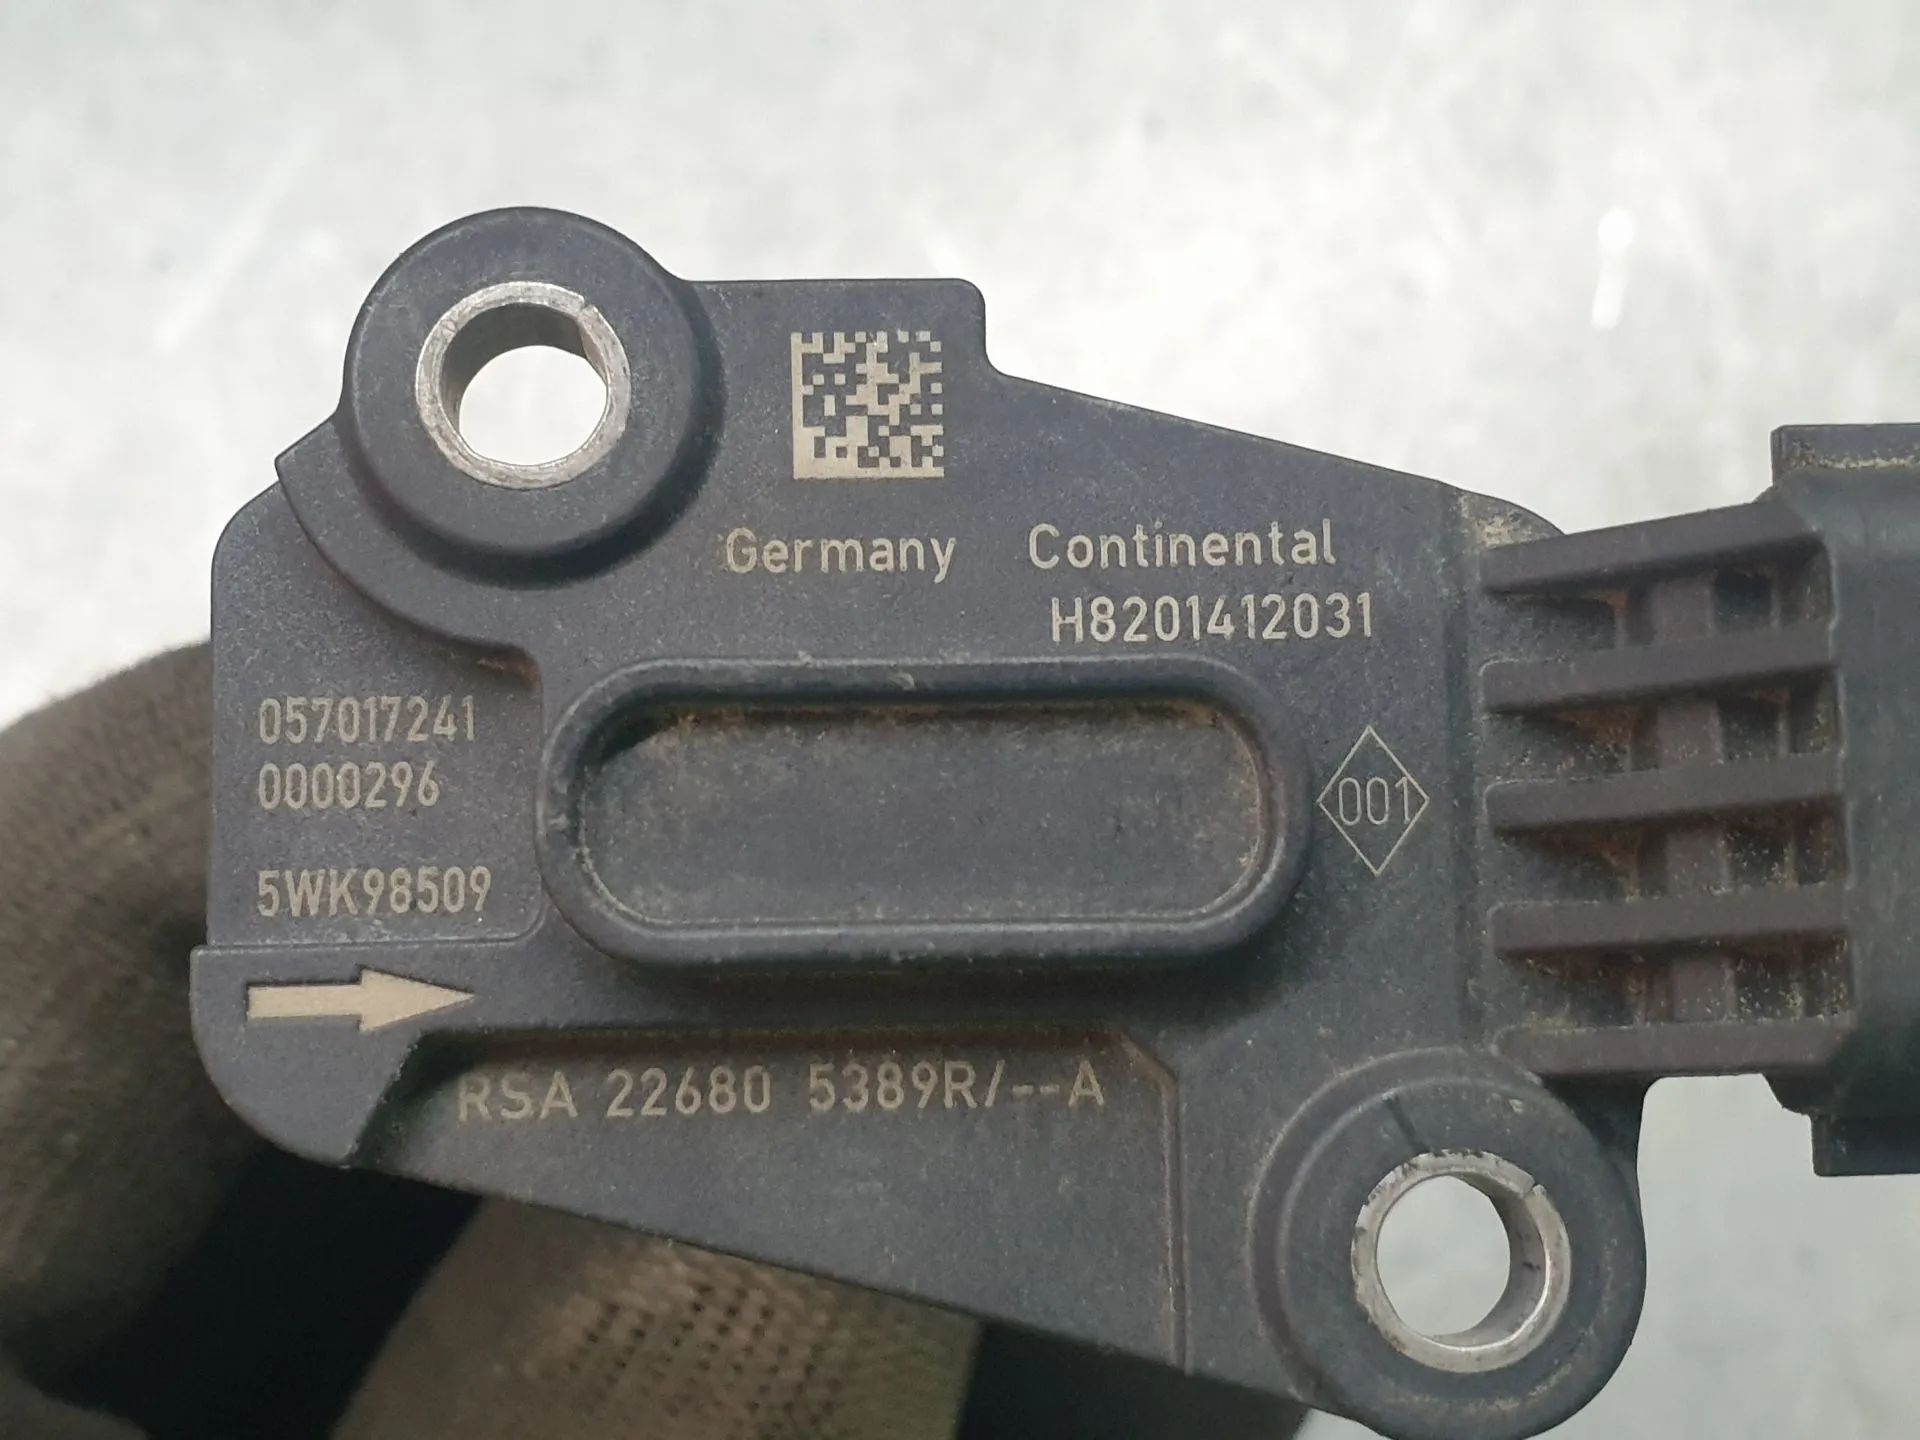 Germany Continental
H8201412031
057017241
0000296
001
5WK98509
RSA 22680 5389R/--A